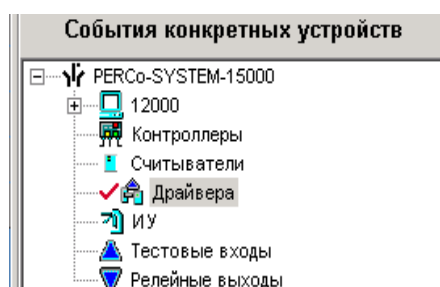 События конкретных устройств
PERCo-SYSTEM-15000
12000
Контроллеры
Считыватели
Драйвера
ИУ
Тестовые входы
Релейные выходы